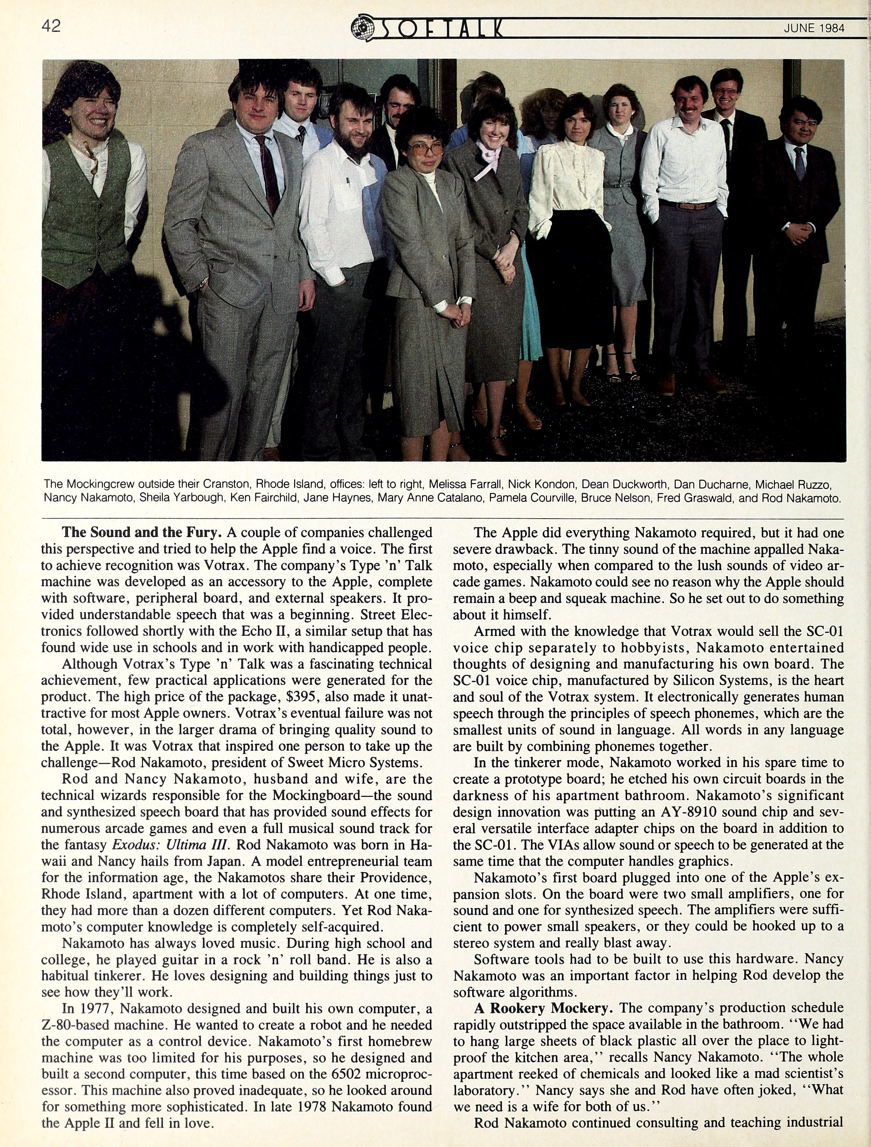 42
SOFTALK
JUNE 1984
The Mockingcrew outside their Cranston, Rhode Island, offices: left to right, Melissa Farrall, Nick Kondon, Dean Duckworth, Dan Ducharne, Michael Ruzzo,
Nancy Nakamoto, Sheila Yarbough, Ken Fairchild, Jane Haynes, Mary Anne Catalano, Pamela Courville, Bruce Nelson, Fred Graswald, and Rod Nakamoto.
The Sound and the Fury. A couple of companies challenged
this perspective and tried to help the Apple find a voice. The first
to achieve recognition was Votrax. The company's Type 'n' Talk
machine was developed as an accessory to the Apple, complete
with software, peripheral board, and external speakers. It pro-
vided understandable speech that was a beginning. Street Elec-
tronics followed shortly with the Echo II, a similar setup that has
found wide use in schools and in work with handicapped people.
Although Votrax's Type 'n' Talk was a fascinating technical
achievement, few practical applications were generated for the
product. The high price of the package, $395, also made it unat-
tractive for most Apple owners. Votrax's eventual failure was not
total, however, in the larger drama of bringing quality sound to
the Apple. It was Votrax that inspired one person to take up the
challenge—Rod Nakamoto, president of Sweet Micro Systems.
Rod and Nancy Nakamoto, husband and wife, are the
technical wizards responsible for the Mockingboard—the sound
and synthesized speech board that has provided sound effects for
numerous arcade games and even a full musical sound track for
the fantasy Exodus: Ultima III. Rod Nakamoto was born in Ha-
waii and Nancy hails from Japan. A model entrepreneurial team
for the information age, the Nakamotos share their Providence,
Rhode Island, apartment with a lot of computers. At one time,
they had more than a dozen different computers. Yet Rod Naka-
moto's computer knowledge is completely self-acquired.
Nakamoto has always loved music. During high school and
college, he played guitar in a rock 'n' roll band. He is also a
habitual tinkerer. He loves designing and building things just to
see how they'll work.
In 1977, Nakamoto designed and built his own computer, a
Z-80-based machine. He wanted to create a robot and he needed
the computer as a control device. Nakamoto's first homebrew
machine was too limited for his purposes, so he designed and
built a second computer, this time based on the 6502 microproc-
essor. This machine also proved inadequate, so he looked around
for something more sophisticated. In late 1978 Nakamoto found
the Apple II and fell in love.
The Apple did everything Nakamoto required, but it had one
severe drawback. The tinny sound of the machine appalled Naka-
moto, especially when compared to the lush sounds of video ar-
cade games. Nakamoto could see no reason why the Apple should
remain a beep and squeak machine. So he set out to do something
about it himself.
Armed with the knowledge that Votrax would sell the SC-01
voice chip separately to hobbyists, Nakamoto entertained
thoughts of designing and manufacturing his own board. The
SC-01 voice chip, manufactured by Silicon Systems, is the heart
and soul of the Votrax system. It electronically generates human
speech through the principles of speech phonemes, which are the
smallest units of sound in language. All words in any language
are built by combining phonemes together.
In the tinkerer mode, Nakamoto worked in his spare time to
create a prototype board; he etched his own circuit boards in the
darkness of his apartment bathroom. Nakamoto's significant
design innovation was putting an AY-8910 sound chip and sev-
eral versatile interface adapter chips on the board in addition to
the SC-01. The VIAs allow sound or speech to be generated at the
same time that the computer handles graphics.
Nakamoto's first board plugged into one of the Apple's ex-
pansion slots. On the board were two small amplifiers, one for
sound and one for synthesized speech. The amplifiers were suffi-
cient to power small speakers, or they could be hooked up to a
stereo system and really blast away.
Software tools had to be built to use this hardware. Nancy
Nakamoto was an important factor in helping Rod develop the
software algorithms.
A Rookery Mockery. The company's production schedule
rapidly outstripped the space available in the bathroom. "We had
to hang large sheets of black plastic all over the place to light-
proof the kitchen area," recalls Nancy Nakamoto. "The whole
apartment reeked of chemicals and looked like a mad scientist's
laboratory." Nancy says she and Rod have often joked, "What
we need is a wife for both of us."
Rod Nakamoto continued consulting and teaching industrial